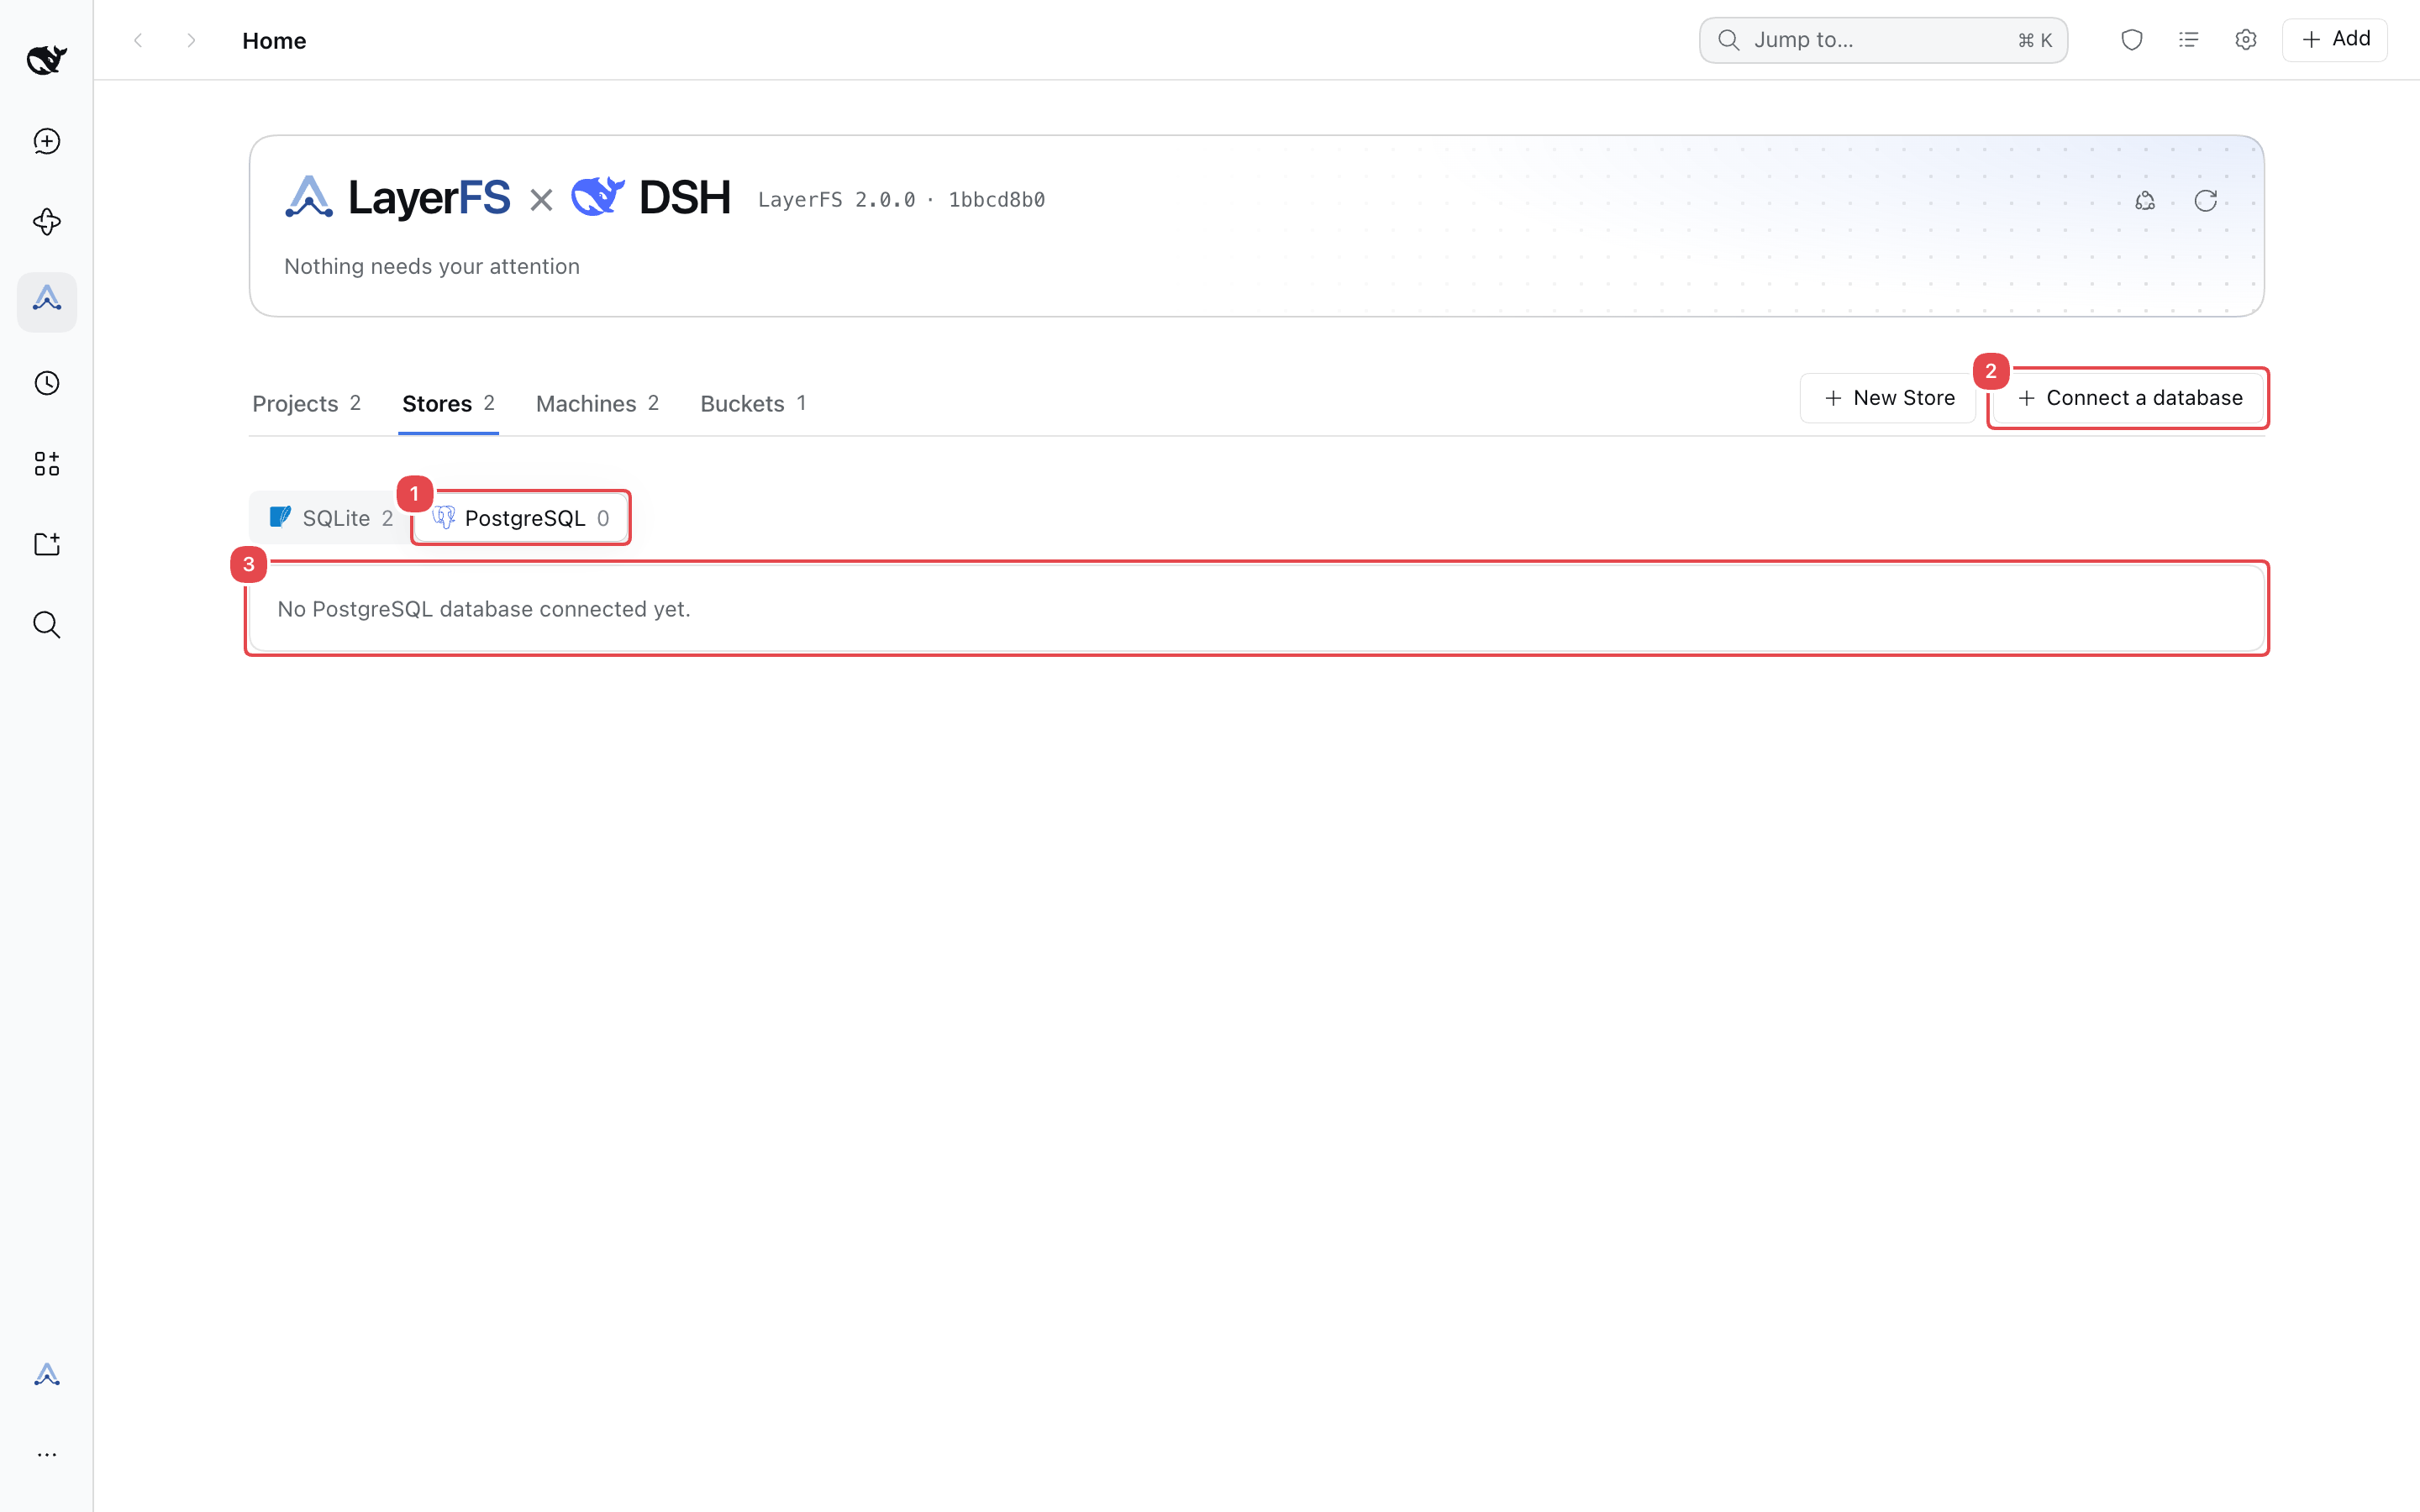 Home
Jump to...
⌘ K
+ Add
LayerFS × DSH LayerFS 2.0.0 · 1bbcd8b0
Nothing needs your attention
Projects 2
Stores 2
Machines 2
Buckets 1
+ New Store
2
+ Connect a database
SQLite 2
1
PostgreSQL 0
3
No PostgreSQL database connected yet.